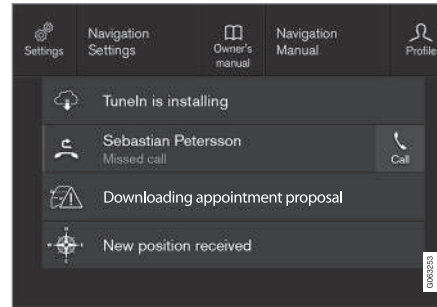 Settings
Navigation
Settings
Owner's
manual
Navigation
Manual
Profile
TuneIn is installing
Sebastian Petersson
Missed call
Call
Downloading appointment proposal
New position received
G063253